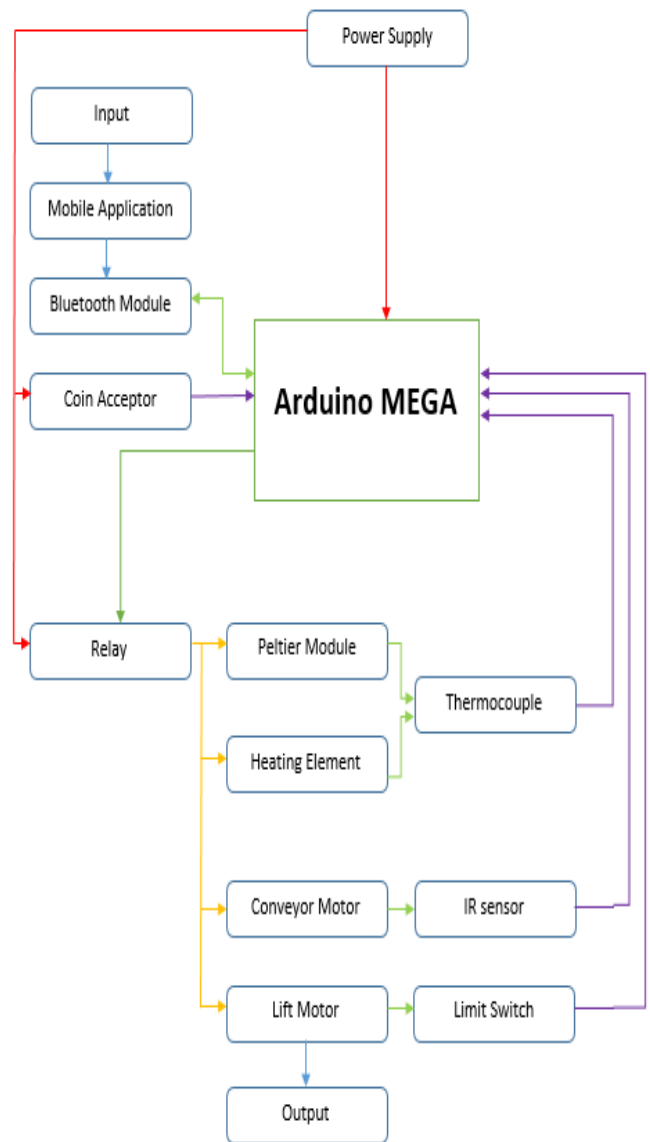 Power Supply
Input
Mobile Application
Bluetooth Module
Coin Acceptor
Arduino MEGA
Relay
Peltier Module
Thermocouple
Heating Element
Conveyor Motor
IR sensor
Lift Motor
Limit Switch
Output